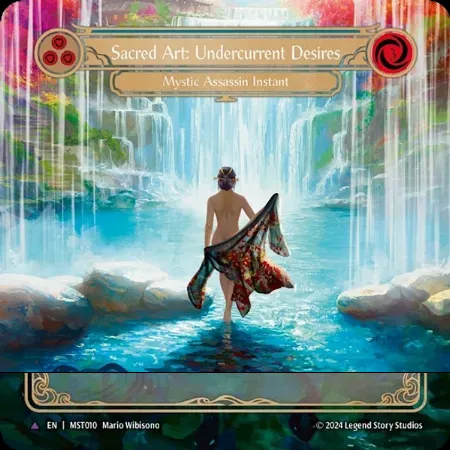 Sacred Art: Undercurrent Desires
Mystic Assassin Instant
EN | MST010 Mario Wibisono © 2024 Legend Story Studios